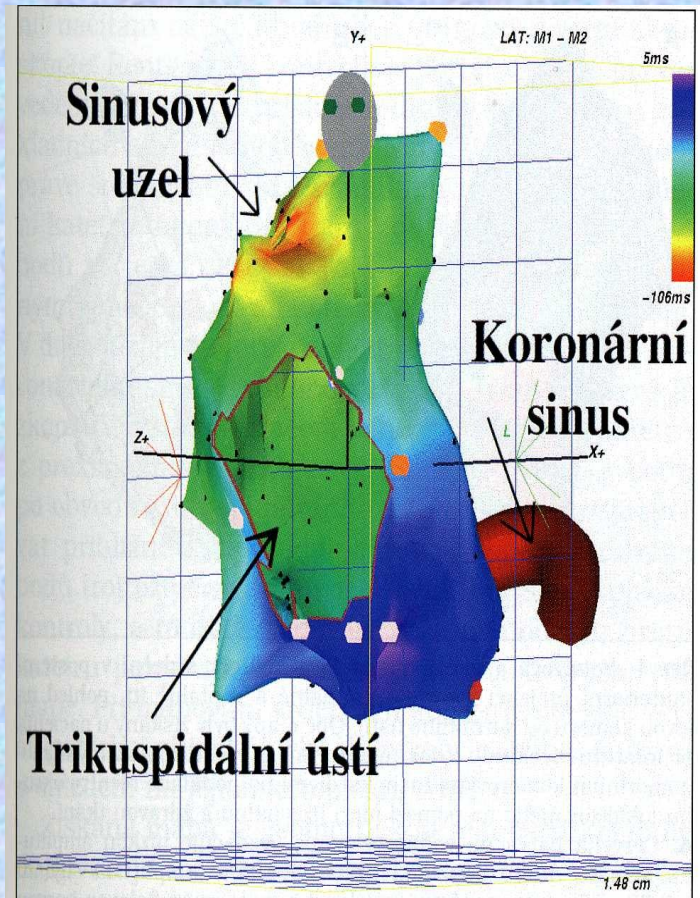 Y+
LAT: M1 – M2
5ms
Sinusový
uzel
–106ms
Koronární
sinus
L
Z+
X+
Trikuspidální ústí
1.48 cm